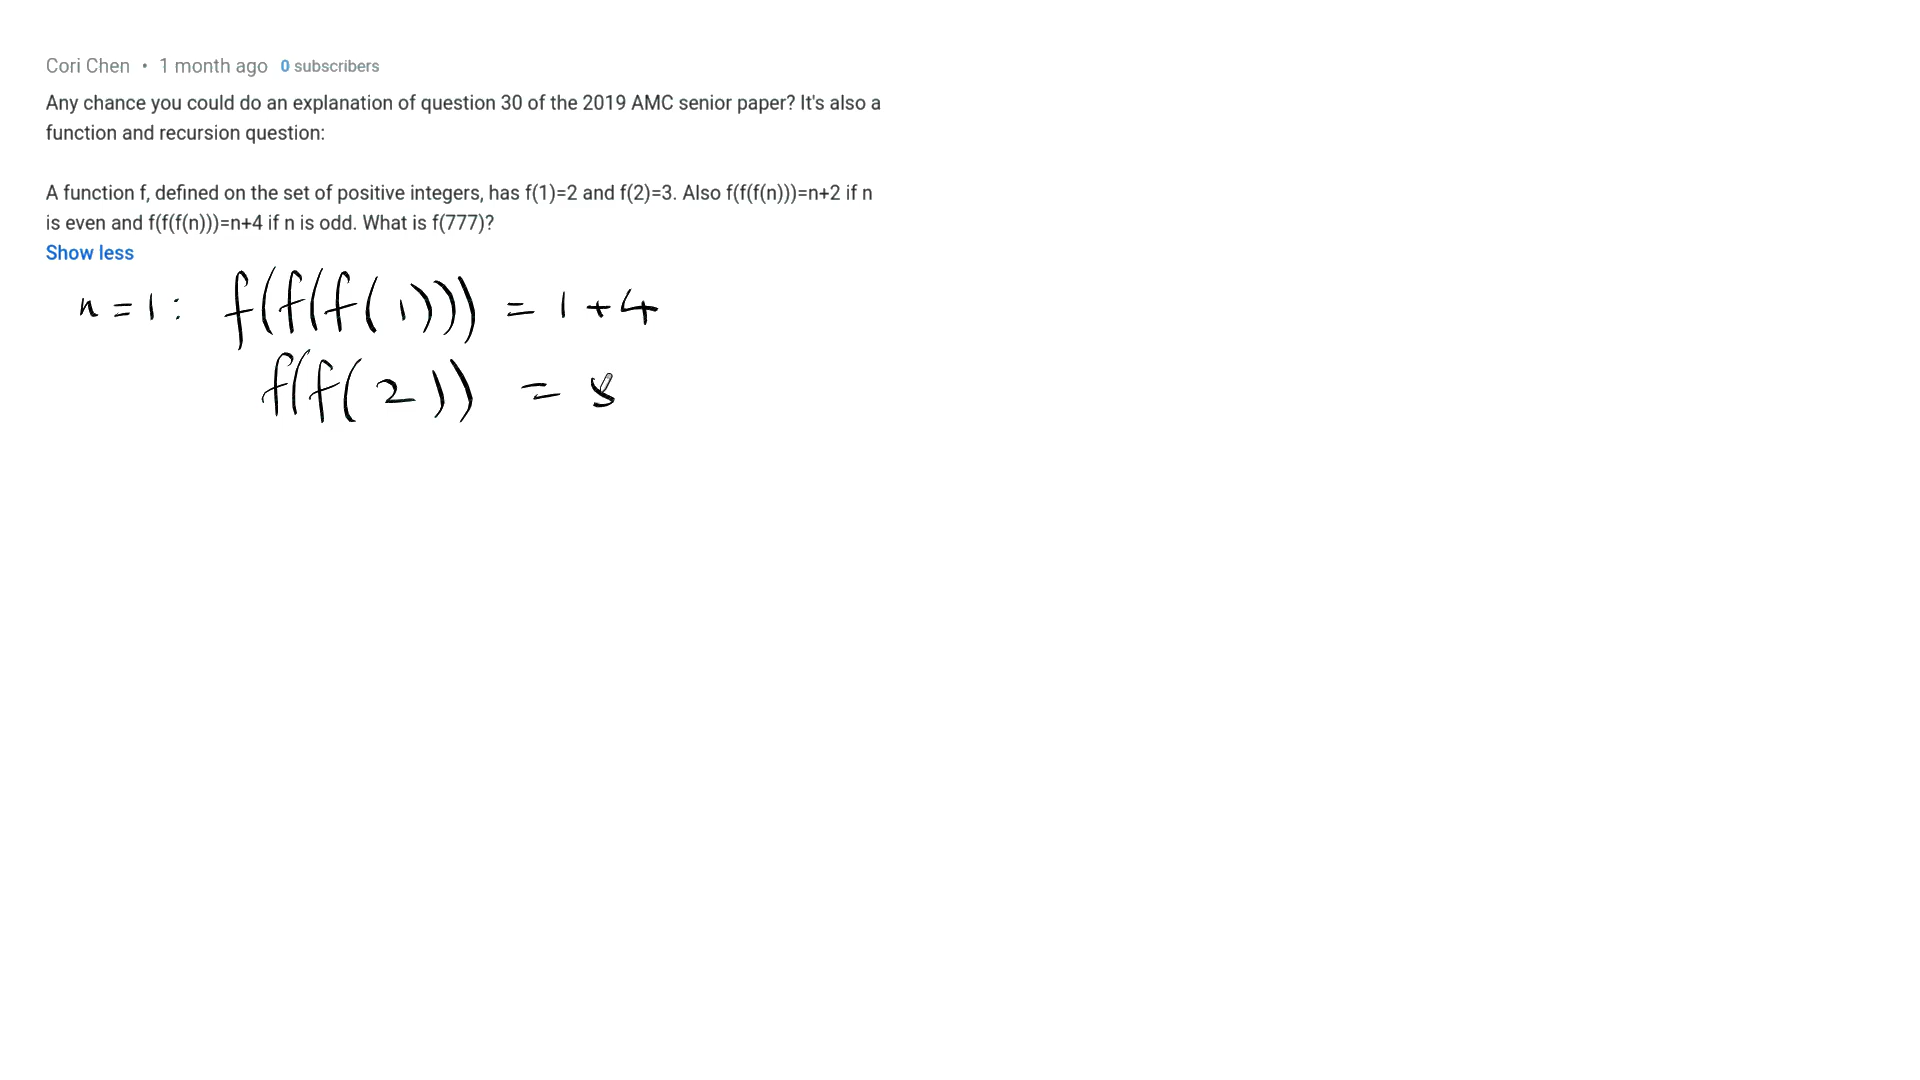 Cori Chen • 1 month ago 0 subscribers
Any chance you could do an explanation of question 30 of the 2019 AMC senior paper? It's also a
function and recursion question:
A function f, defined on the set of positive integers, has f(1)=2 and f(2)=3. Also f(f(f(n)))=n+2 if n
is even and f(f(f(n)))=n+4 if n is odd. What is f(777)?
Show less
n = 1 : f(f(f(1))) = 1 + 4
f(f(2)) =